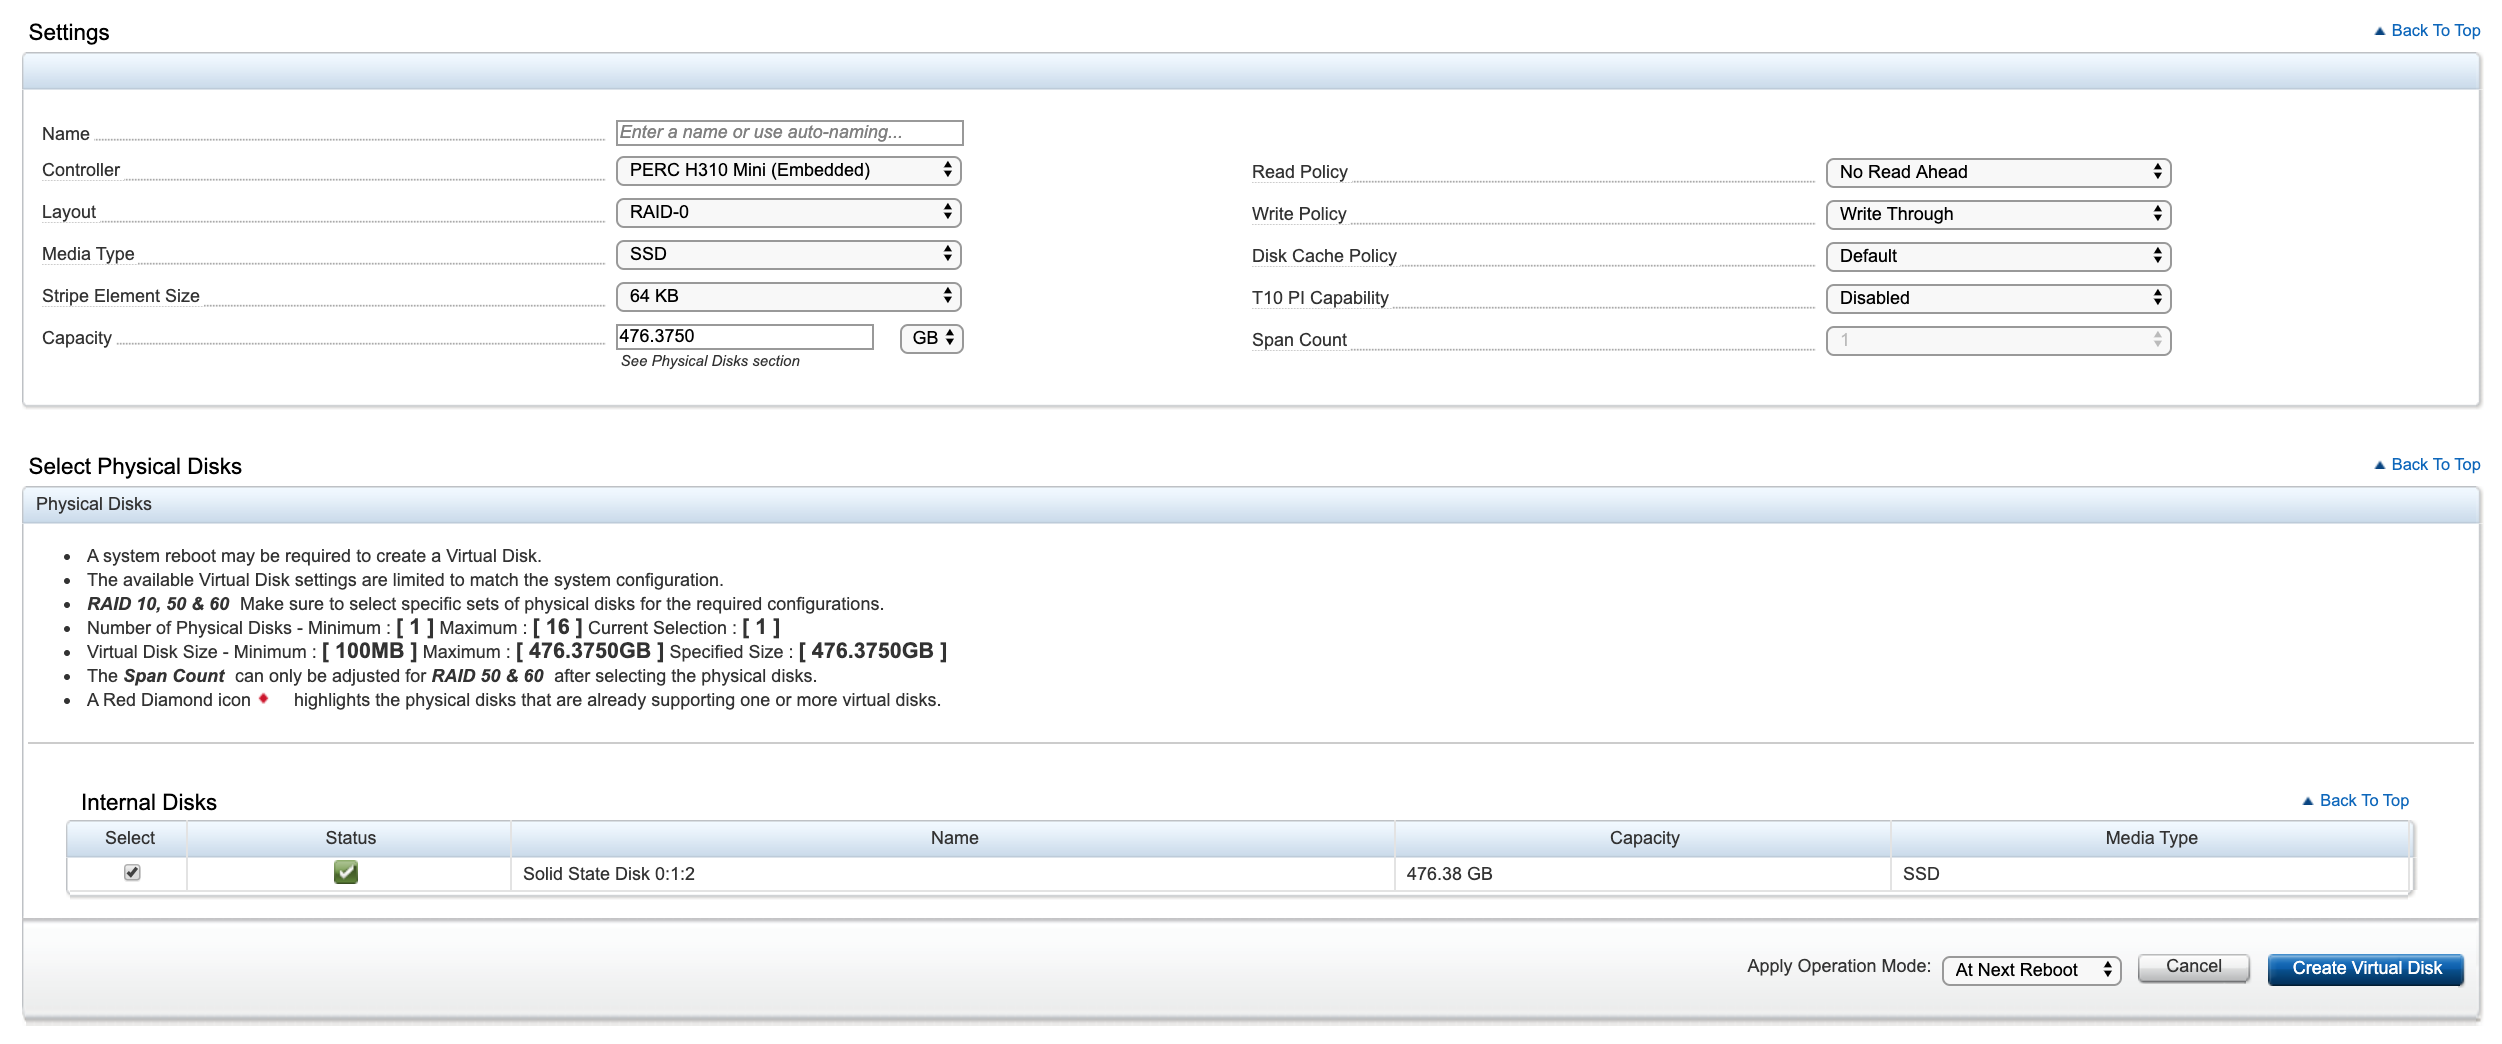 Settings
Back To Top
Name
Enter a name or use auto-naming...
Controller
PERC H310 Mini (Embedded)
Layout
RAID-0
Media Type
SSD
Stripe Element Size
64 KB
Capacity
476.3750
GB
See Physical Disks section
Read Policy
No Read Ahead
Write Policy
Write Through
Disk Cache Policy
Default
T10 PI Capability
Disabled
Span Count
1
Select Physical Disks
Back To Top
Physical Disks
A system reboot may be required to create a Virtual Disk.
The available Virtual Disk settings are limited to match the system configuration.
RAID 10, 50 & 60 Make sure to select specific sets of physical disks for the required configurations.
Number of Physical Disks - Minimum : [ 1 ] Maximum : [ 16 ] Current Selection : [ 1 ]
Virtual Disk Size - Minimum : [ 100MB ] Maximum : [ 476.3750GB ] Specified Size : [ 476.3750GB ]
The Span Count can only be adjusted for RAID 50 & 60 after selecting the physical disks.
A Red Diamond icon highlights the physical disks that are already supporting one or more virtual disks.
Internal Disks
Back To Top
Select Status Name Capacity Media Type
Solid State Disk 0:1:2 476.38 GB SSD
Apply Operation Mode: At Next Reboot Cancel Create Virtual Disk